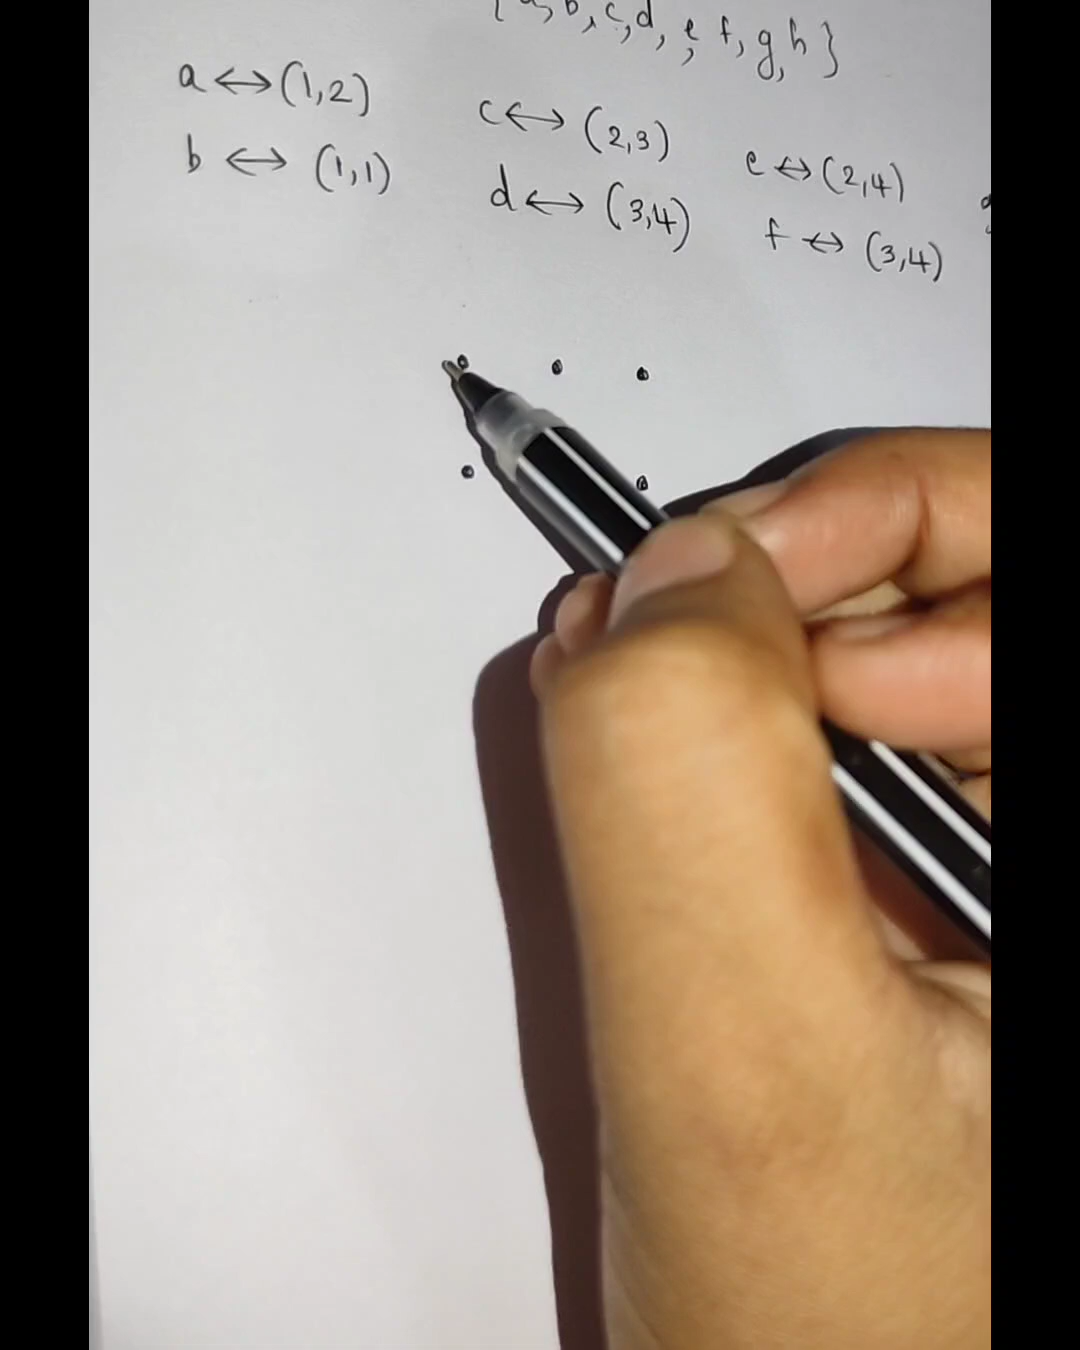 {a, b, c, d, e, f, g, h}
a ↔ (1,2)
b ↔ (1,1)
c ↔ (2,3)
d ↔ (3,4)
e ↔ (2,4)
f ↔ (3,4)